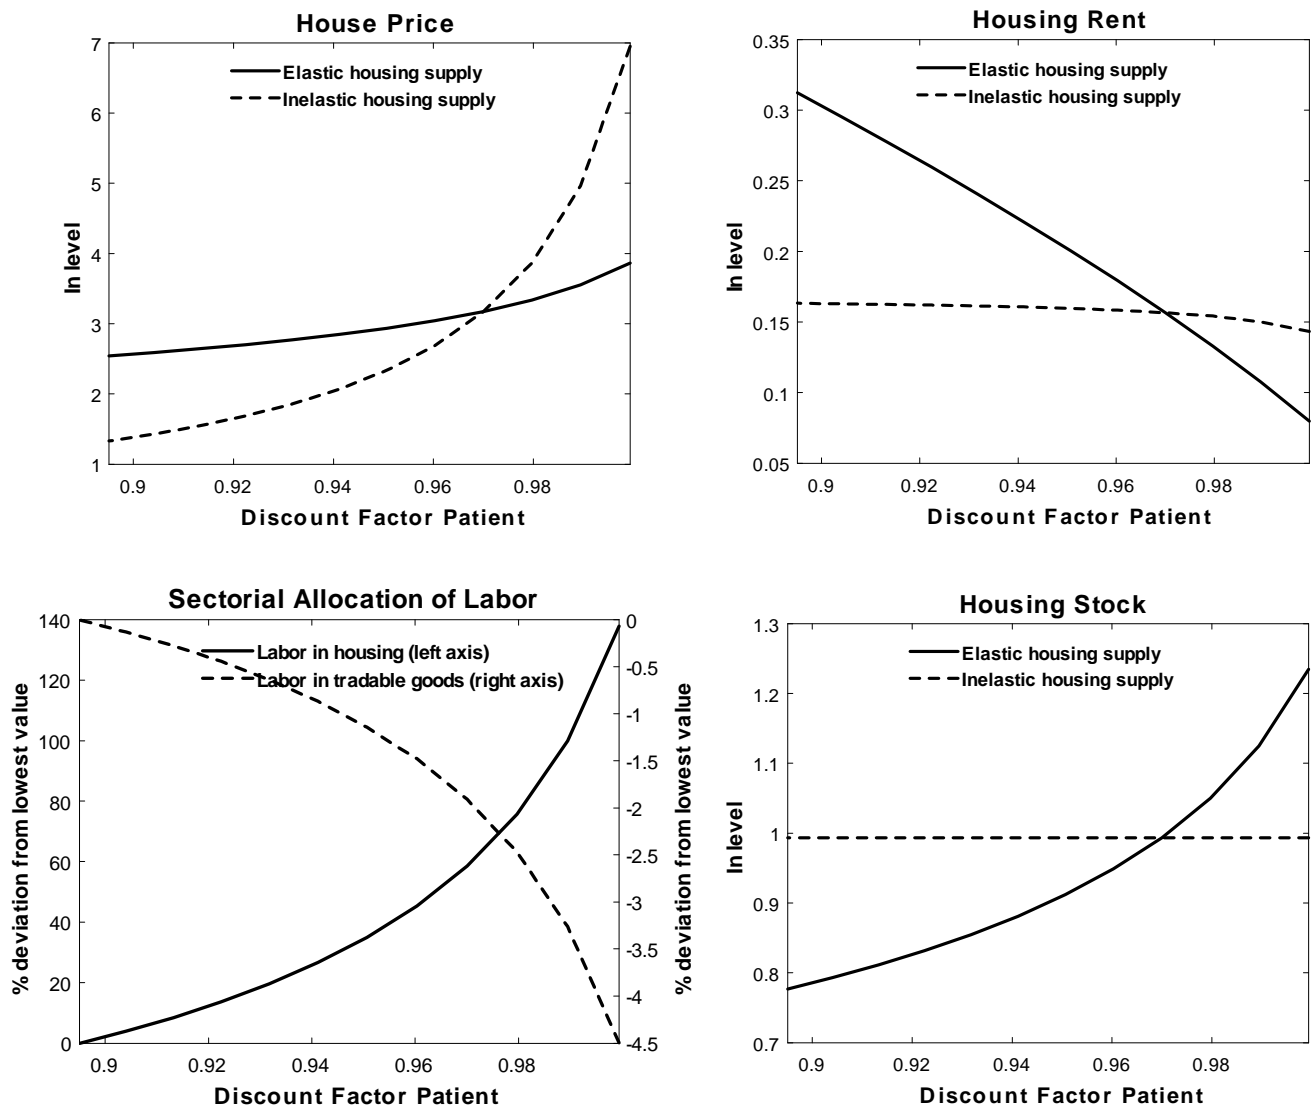 House Price
7
6
5
4
3
2
1
In level
Elastic housing supply
Inelastic housing supply
0.9 0.92 0.94 0.96 0.98
Discount Factor Patient
Housing Rent
0.35
0.3
0.25
0.2
0.15
0.1
0.05
In level
Elastic housing supply
Inelastic housing supply
0.9 0.92 0.94 0.96 0.98
Discount Factor Patient
Sectorial Allocation of Labor
140
120
100
80
60
40
20
0
% deviation from lowest value
Labor in housing (left axis)
Labor in tradable goods (right axis)
0
-0.5
-1
-1.5
-2
-2.5
-3
-3.5
-4
-4.5
% deviation from lowest value
0.9 0.92 0.94 0.96 0.98
Discount Factor Patient
Housing Stock
1.3
1.2
1.1
1
0.9
0.8
0.7
In level
Elastic housing supply
Inelastic housing supply
0.9 0.92 0.94 0.96 0.98
Discount Factor Patient